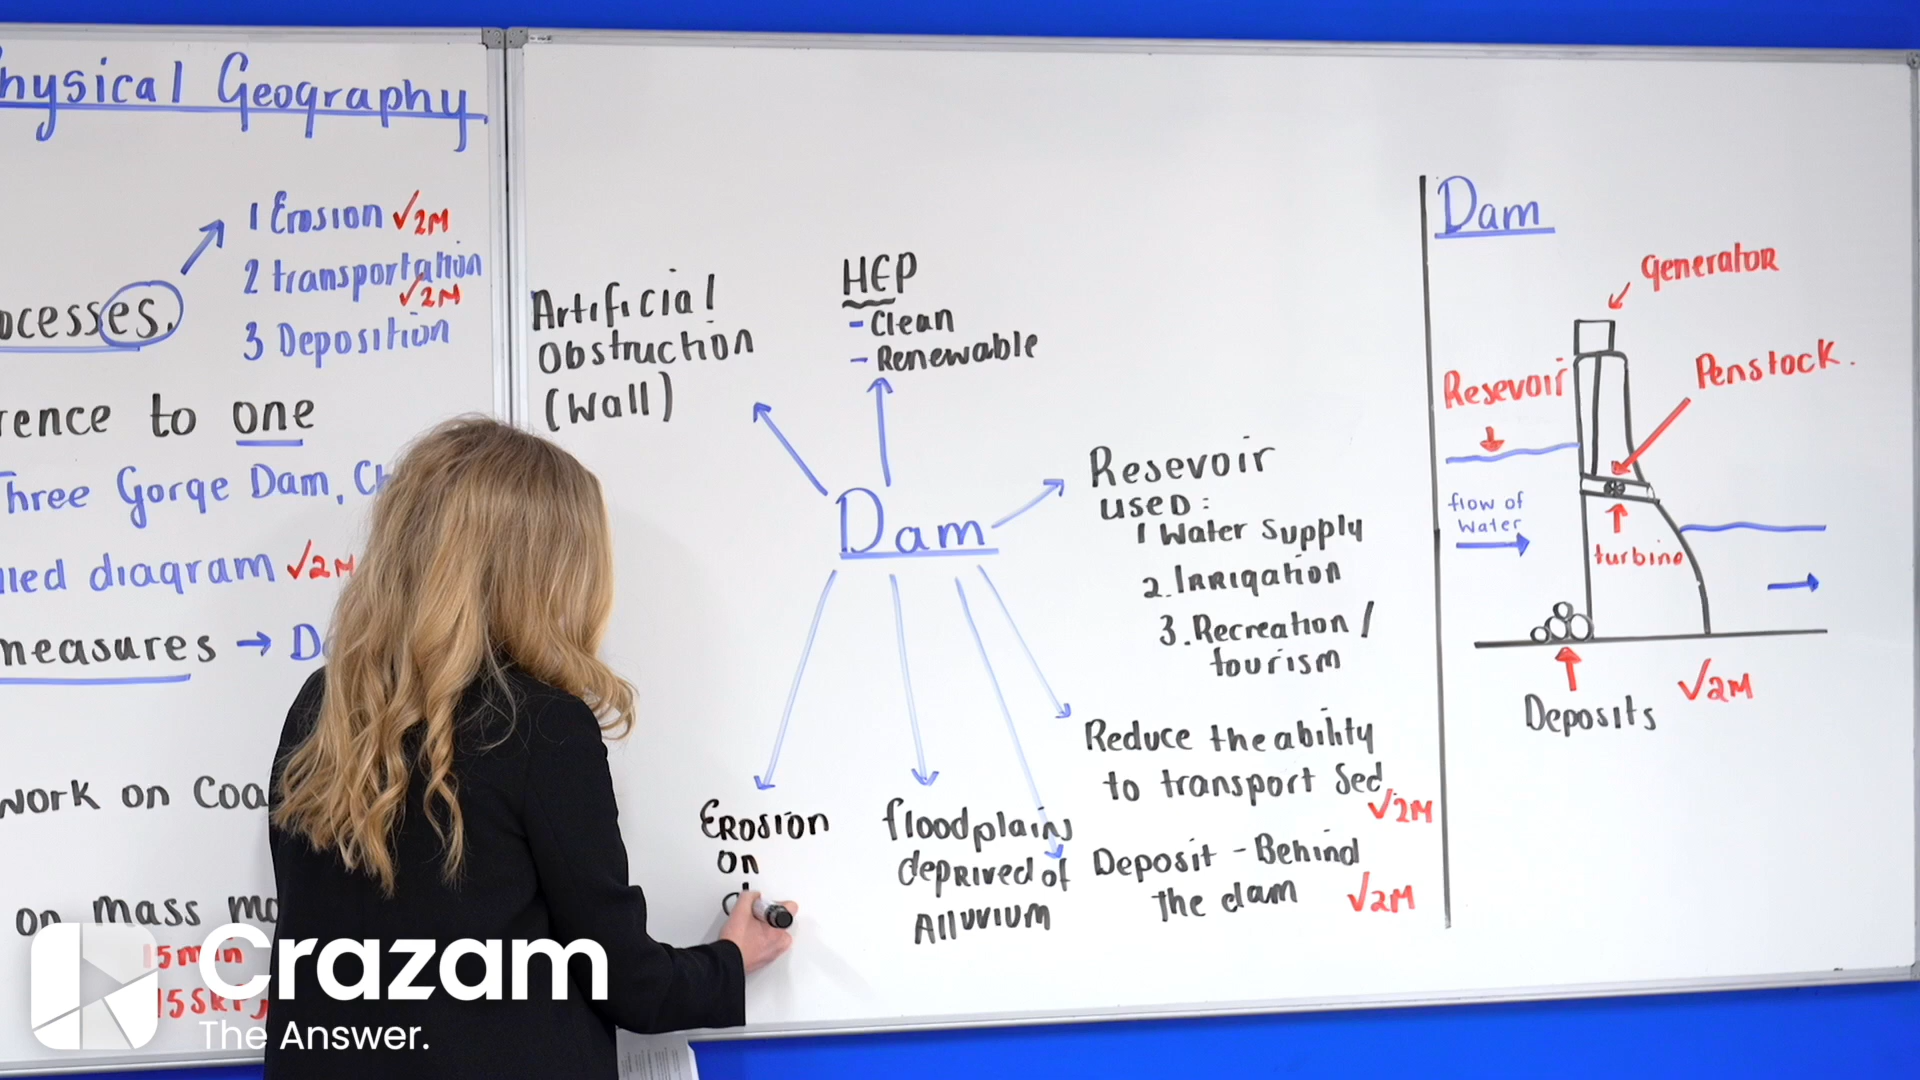 hysical Geography
1 Erosion √2M
2 transportation
√2M
3 Deposition
ocesses.
rence to one
Three Gorge Dam, Ch
lled diagram √2M
measures → D
work on Coa
on mass mo
15min
Crazam
The Answer.
Artificial
Obstruction
(Wall)
HEP
- Clean
- Renewable
Dam
Resevoir
used:
1 Water Supply
2. Irrigation
3. Recreation /
tourism
Reduce the ability
to transport Sed.
√2M
Deposit - Behind
the dam
√2M
floodplains
deprived of
Alluvium
Erosion
on
Dam
Generator
Penstock.
Resevoir
flow of
Water
turbine
Deposits
√2M